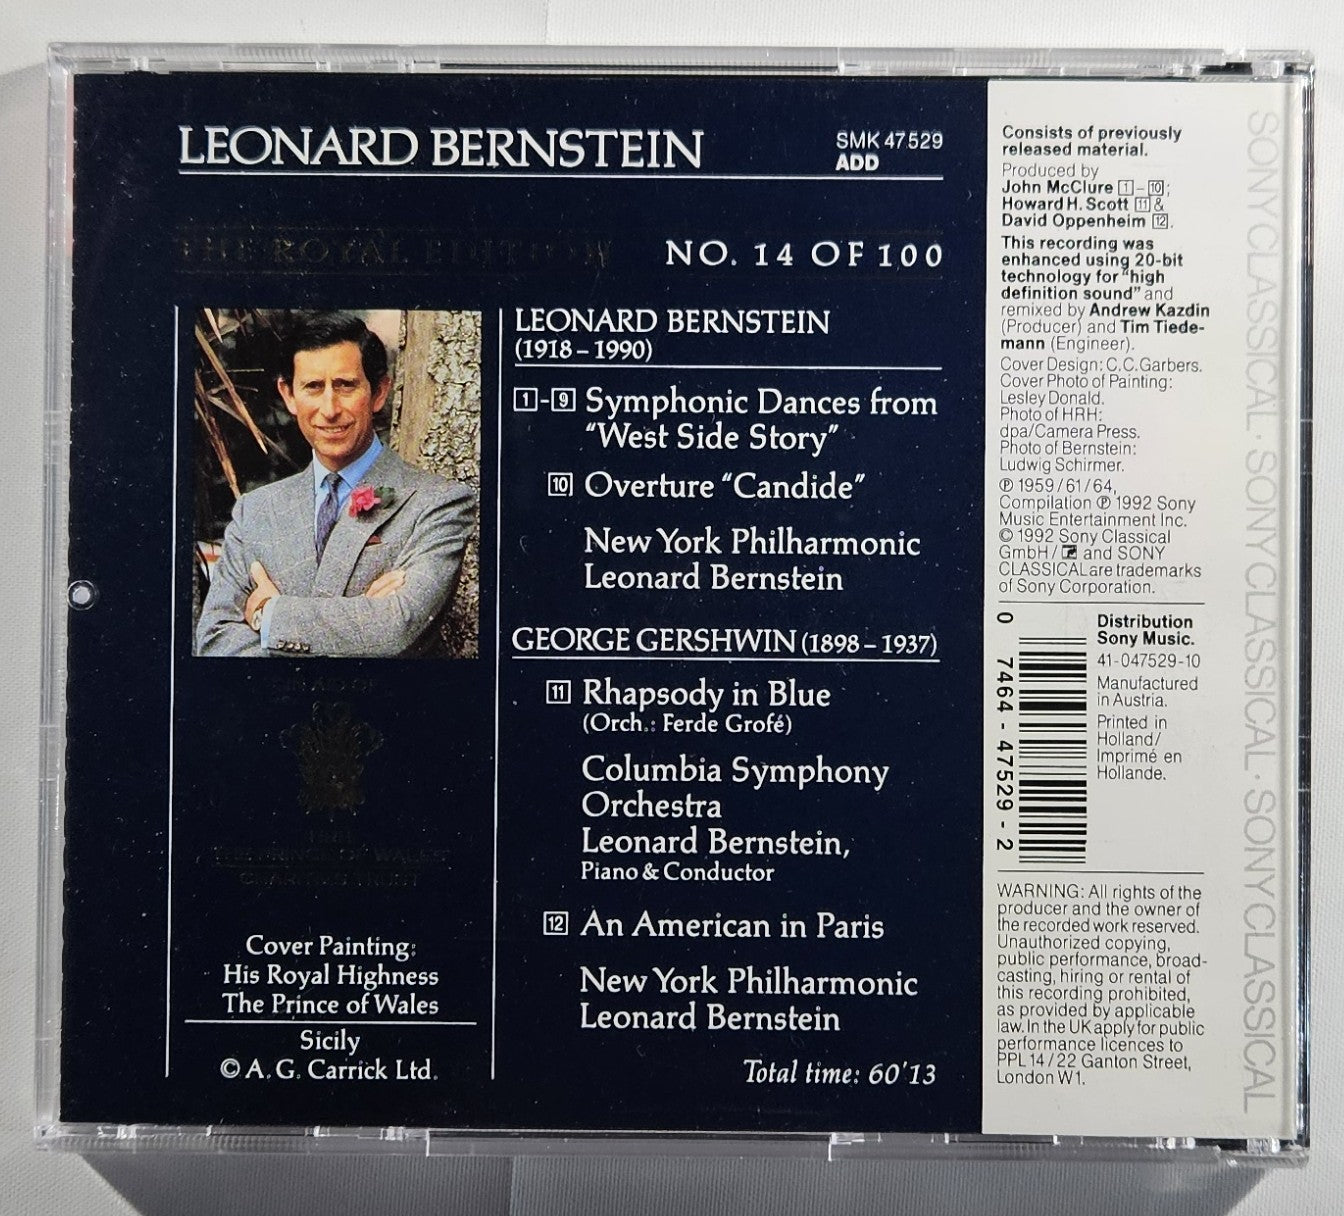 LEONARD BERNSTEIN
SMK 47529
ADD
THE ROYAL EDITION
NO. 14 OF 100
LEONARD BERNSTEIN
(1918 – 1990)
1-9 Symphonic Dances from
"West Side Story"
10 Overture "Candide"
New York Philharmonic
Leonard Bernstein
GEORGE GERSHWIN (1898 – 1937)
11 Rhapsody in Blue
(Orch.: Ferde Grofé)
Columbia Symphony
Orchestra
Leonard Bernstein,
Piano & Conductor
12 An American in Paris
New York Philharmonic
Leonard Bernstein
Total time: 60'13
THE PRINCE OF WALES'
CHARITIES TRUST
Cover Painting:
His Royal Highness
The Prince of Wales
Sicily
© A. G. Carrick Ltd.
Consists of previously
released material.
Produced by
John McClure 1-10;
Howard H. Scott 11 &
David Oppenheim 12.
This recording was
enhanced using 20-bit
technology for "high
definition sound" and
remixed by Andrew Kazdin
(Producer) and Tim Tiede-
mann (Engineer).
Cover Design: C.C. Garbers.
Cover Photo of Painting:
Lesley Donald.
Photo of HRH:
dpa/Camera Press.
Photo of Bernstein:
Ludwig Schirmer.
℗ 1959/61/64,
Compilation ℗ 1992 Sony
Music Entertainment Inc.
© 1992 Sony Classical
GmbH/ and SONY
CLASSICAL are trademarks
of Sony Corporation.
0 7464-47529-2
Distribution
Sony Music.
41-047529-10
Manufactured
in Austria.
Printed in
Holland/
Imprimé en
Hollande.
WARNING: All rights of the
producer and the owner of
the recorded work reserved.
Unauthorized copying,
public performance, broad-
casting, hiring or rental of
this recording prohibited,
as provided by applicable
law. In the UK apply for public
performance licences to
PPL 14/22 Ganton Street,
London W1.
SONY CLASSICAL · SONY CLASSICAL · SONY CLASSICAL